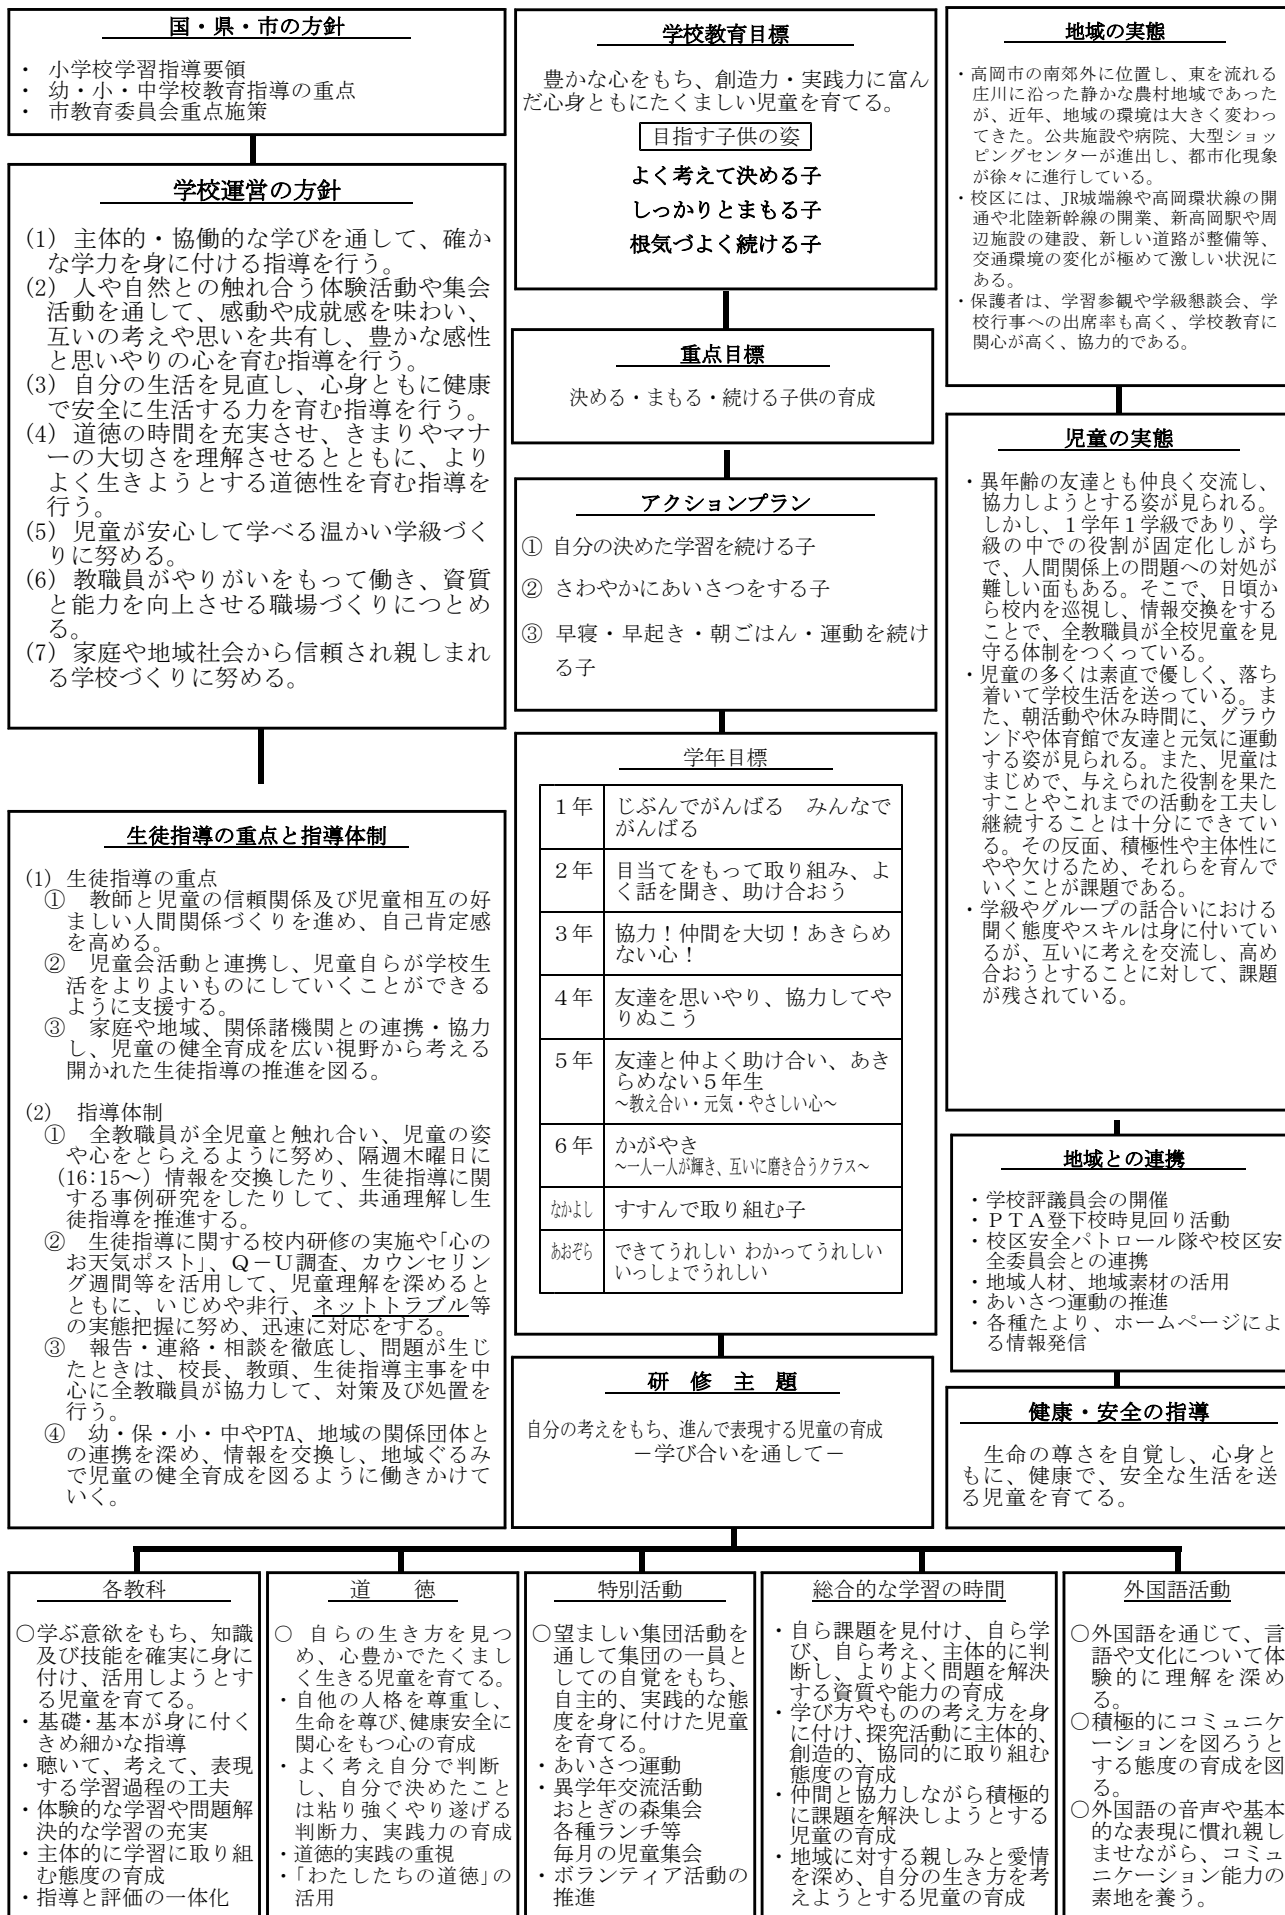 国・県・市の方針
・ 小学校学習指導要領
・ 幼・小・中学校教育指導の重点
・ 市教育委員会重点施策
学校運営の方針
(1) 主体的・協働的な学びを通して、確か
な学力を身に付ける指導を行う。
(2) 人や自然との触れ合う体験活動や集会
活動を通して、感動や成就感を味わい、
互いの考えや思いを共有し、豊かな感性
と思いやりの心を育む指導を行う。
(3) 自分の生活を見直し、心身ともに健康
で安全に生活する力を育む指導を行う。
(4) 道徳の時間を充実させ、きまりやマナ
ーの大切さを理解させるとともに、より
よく生きようとする道徳性を育む指導を
行う。
(5) 児童が安心して学べる温かい学級づく
りに努める。
(6) 教職員がやりがいをもって働き、資質
と能力を向上させる職場づくりにつとめ
る。
(7) 家庭や地域社会から信頼され親しまれ
る学校づくりに努める。
生徒指導の重点と指導体制
(1) 生徒指導の重点
① 教師と児童の信頼関係及び児童相互の好
ましい人間関係づくりを進め、自己肯定感
を高める。
② 児童会活動と連携し、児童自らが学校生
活をよりよいものにしていくことができる
ように支援する。
③ 家庭や地域、関係諸機関との連携・協力
し、児童の健全育成を広い視野から考える
開かれた生徒指導の推進を図る。
(2) 指導体制
① 全教職員が全児童と触れ合い、児童の姿
や心をとらえるように努め、隔週木曜日に
(16:15～) 情報を交換したり、生徒指導に関
する事例研究をしたりして、共通理解し生
徒指導を推進する。
② 生徒指導に関する校内研修の実施や「心の
お天気ポスト」、Ｑ－Ｕ調査、カウンセリン
グ週間等を活用して、児童理解を深めると
ともに、いじめや非行、ネットトラブル等
の実態把握に努め、迅速に対応をする。
③ 報告・連絡・相談を徹底し、問題が生じ
たときは、校長、教頭、生徒指導主事を中
心に全教職員が協力して、対策及び処置を
行う。
④ 幼・保・小・中やPTA、地域の関係団体と
の連携を深め、情報を交換し、地域ぐるみ
で児童の健全育成を図るように働きかけて
いく。
学校教育目標
豊かな心をもち、創造力・実践力に富ん
だ心身ともにたくましい児童を育てる。
目指す子供の姿
よく考えて決める子
しっかりとまもる子
根気づよく続ける子
重点目標
決める・まもる・続ける子供の育成
アクションプラン
① 自分の決めた学習を続ける子
② さわやかにあいさつをする子
③ 早寝・早起き・朝ごはん・運動を続け
る子
学年目標
１年 じぶんでがんばる みんなで
がんばる
２年 目当てをもって取り組み、よ
く話を聞き、助け合おう
３年 協力！仲間を大切！あきらめ
ない心！
４年 友達を思いやり、協力してや
りぬこう
５年 友達と仲よく助け合い、あき
らめない５年生
～教え合い・元気・やさしい心～
６年 かがやき
～一人一人が輝き、互いに磨き合うクラス～
なかよし すすんで取り組む子
あおぞら できてうれしい わかってうれしい
いっしょでうれしい
研 修 主 題
自分の考えをもち、進んで表現する児童の育成
－学び合いを通して－
地域の実態
・高岡市の南郊外に位置し、東を流れる
庄川に沿った静かな農村地域であった
が、近年、地域の環境は大きく変わっ
てきた。公共施設や病院、大型ショッ
ピングセンターが進出し、都市化現象
が徐々に進行している。
・校区には、JR城端線や高岡環状線の開
通や北陸新幹線の開業、新高岡駅や周
辺施設の建設、新しい道路が整備等、
交通環境の変化が極めて激しい状況に
ある。
・保護者は、学習参観や学級懇談会、学
校行事への出席率も高く、学校教育に
関心が高く、協力的である。
児童の実態
・異年齢の友達とも仲良く交流し、
協力しようとする姿が見られる。
しかし、１学年１学級であり、学
級の中での役割が固定化しがち
で、人間関係上の問題への対処が
難しい面もある。そこで、日頃か
ら校内を巡視し、情報交換をする
ことで、全教職員が全校児童を見
守る体制をつくっている。
・児童の多くは素直で優しく、落ち
着いて学校生活を送っている。ま
た、朝活動や休み時間に、グラウ
ンドや体育館で友達と元気に運動
する姿が見られる。また、児童は
まじめで、与えられた役割を果た
すことやこれまでの活動を工夫し
継続することは十分にできてい
る。その反面、積極性や主体性に
やや欠けるため、それらを育んで
いくことが課題である。
・学級やグループの話合いにおける
聞く態度やスキルは身に付いてい
るが、互いに考えを交流し、高め
合おうとすることに対して、課題
が残されている。
地域との連携
・学校評議員会の開催
・ＰＴＡ登下校時見回り活動
・校区安全パトロール隊や校区安
全委員会との連携
・地域人材、地域素材の活用
・あいさつ運動の推進
・各種たより、ホームページによ
る情報発信
健康・安全の指導
生命の尊さを自覚し、心身と
もに、健康で、安全な生活を送
る児童を育てる。
各教科
○学ぶ意欲をもち、知識
及び技能を確実に身に
付け、活用しようとす
る児童を育てる。
・基礎・基本が身に付く
きめ細かな指導
・聴いて、考えて、表現
する学習過程の工夫
・体験的な学習や問題解
決的な学習の充実
・主体的に学習に取り組
む態度の育成
・指導と評価の一体化
道 徳
○ 自らの生き方を見つ
め、心豊かでたくまし
く生きる児童を育てる。
・自他の人格を尊重し、
生命を尊び、健康安全に
関心をもつ心の育成
・よく考え自分で判断
し、自分で決めたこと
は粘り強くやり遂げる
判断力、実践力の育成
・道徳的実践の重視
・「わたしたちの道徳」の
活用
特別活動
○望ましい集団活動を
通して集団の一員と
しての自覚をもち、
自主的、実践的な態
度を身に付けた児童
を育てる。
・あいさつ運動
・異学年交流活動
おとぎの森集会
各種ランチ等
毎月の児童集会
・ボランティア活動の
推進
総合的な学習の時間
・自ら課題を見付け、自ら学
び、自ら考え、主体的に判
断し、よりよく問題を解決
する資質や能力の育成
・学び方やものの考え方を身
に付け、探究活動に主体的、
創造的、協同的に取り組む
態度の育成
・仲間と協力しながら積極的
に課題を解決しようとする
児童の育成
・地域に対する親しみと愛情
を深め、自分の生き方を考
えようとする児童の育成
外国語活動
○外国語を通じて、言
語や文化について体
験的に理解を深め
る。
○積極的にコミュニケ
ーションを図ろうと
する態度の育成を図
る。
○外国語の音声や基本
的な表現に慣れ親し
ませながら、コミュ
ニケーション能力の
素地を養う。